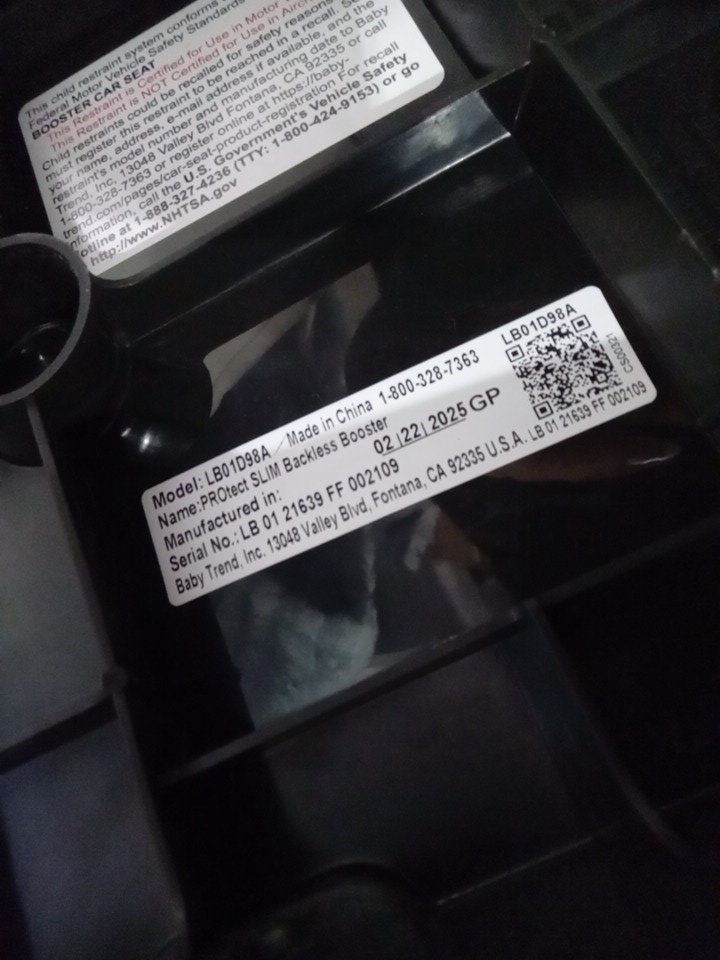 This child restraint system conforms
Federal Motor Vehicle Safety Standards
BOOSTER CAR SEAT
This Restraint is Certified for Use in Motor
This Restraint is NOT Certified for Use in Aircr
Child restraints could be recalled for safety reasons
must register this restraint to be reached in a recall.
your name, address, e-mail address if available, and the
restraint's model number and manufacturing date to Baby
Trend, Inc. 13048 Valley Blvd Fontana, CA 92335 or call
1-800-328-7363 or register online at https://baby-
trend.com/pages/car-seat-product-registration For recall
nformation, call the U.S. Government's Vehicle Safety
otline at 1-888-327-4236 (TTY: 1-800-424-9153) or go
http://www.NHTSA.gov
Model: LB01D98A Made in China 1-800-328-7363
Name:PROtect SLIM Backless Booster
Manufactured in: 02 |22| 2025 GP
Serial No.: LB 01 21639 FF 002109
Baby Trend, Inc. 13048 Valley Blvd, Fontana, CA 92335 U.S.A.
LB01D98A
CS00321
LB 01 21639 FF 002109